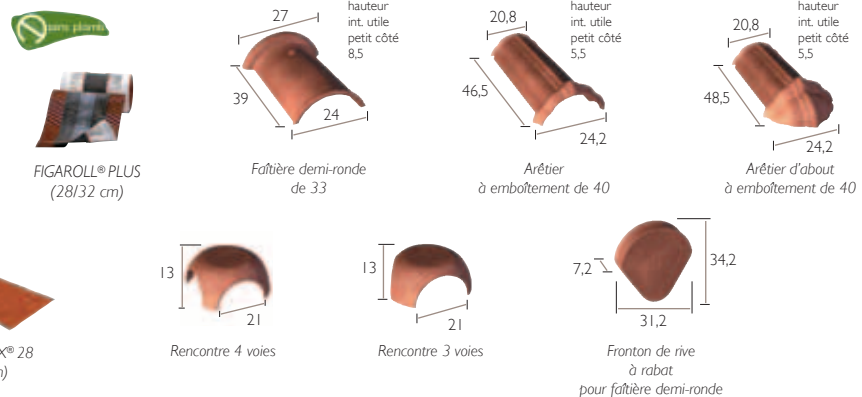 sans plomb
FIGAROLL® PLUS
(28/32 cm)
27
hauteur
int. utile
petit côté
8,5
39
24
Faîtière demi-ronde
de 33
20,8
hauteur
int. utile
petit côté
5,5
46,5
24,2
Arêtier
à emboîtement de 40
20,8
hauteur
int. utile
petit côté
5,5
48,5
24,2
Arêtier d'about
à emboîtement de 40
X® 28
13
21
Rencontre 4 voies
13
21
Rencontre 3 voies
7,2
34,2
31,2
Fronton de rive
à rabat
pour faîtière demi-ronde